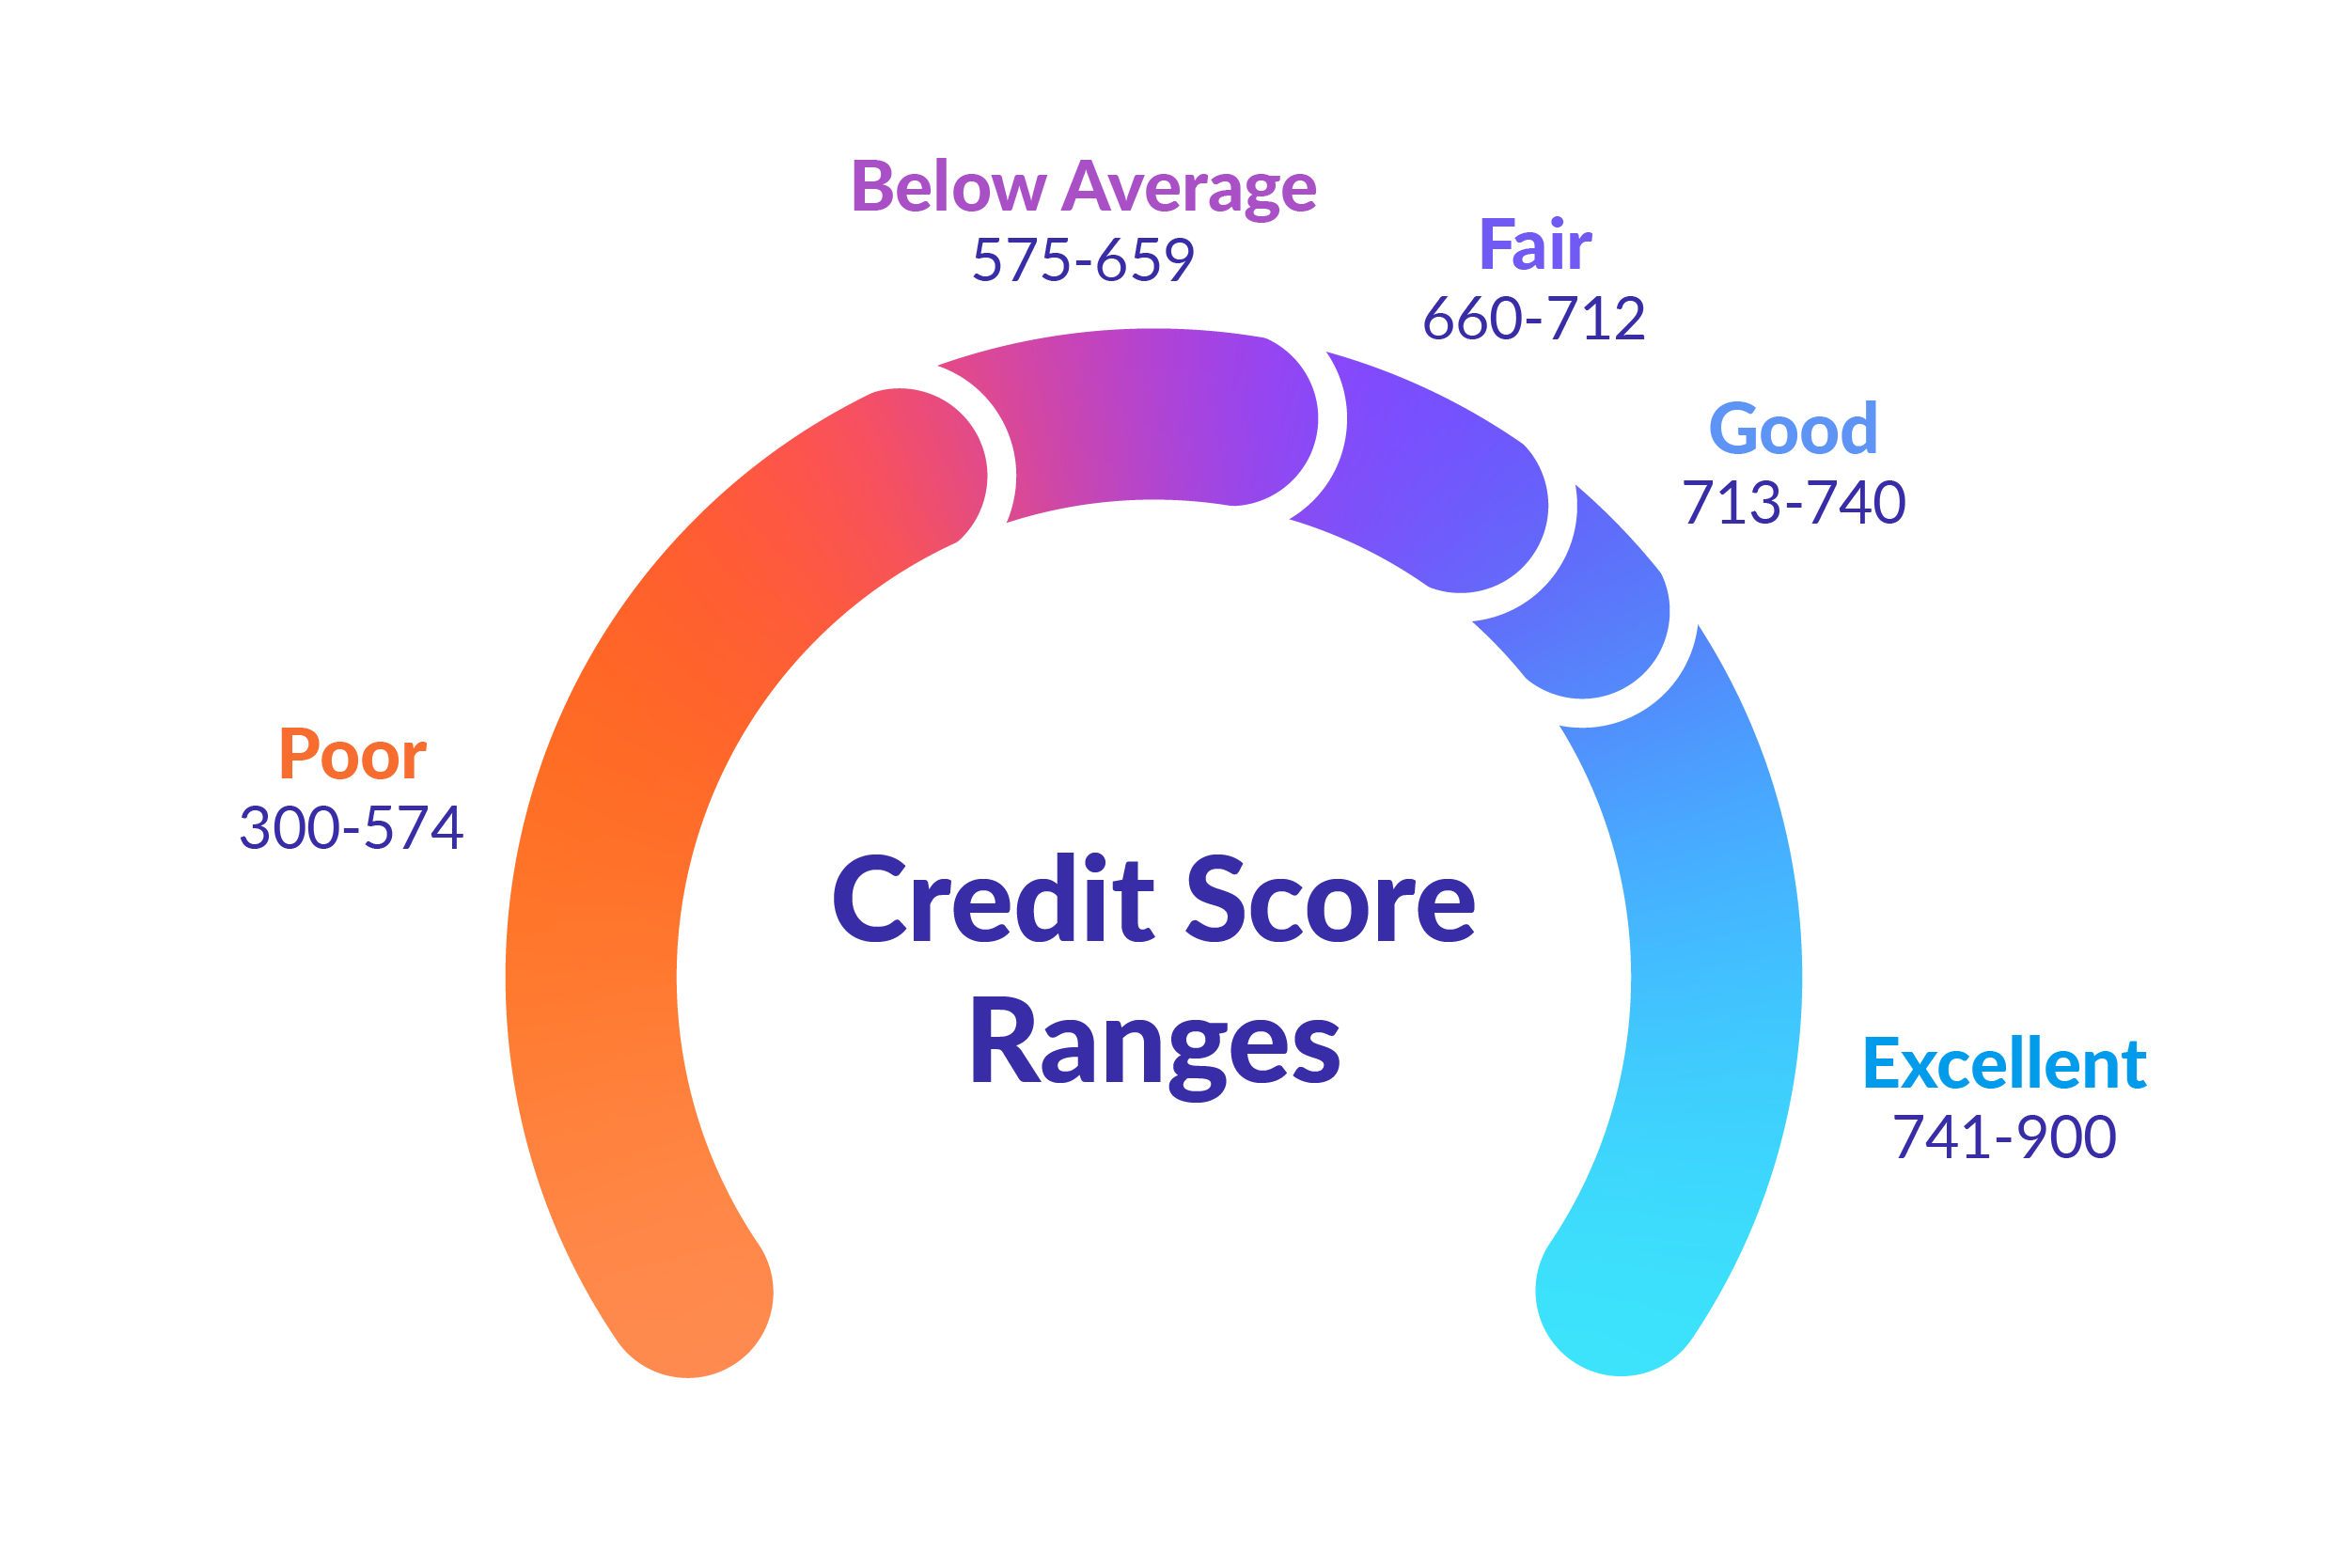 Below Average
575-659
Fair
660-712
Good
713-740
Poor
300-574
Credit Score
Ranges
Excellent
741-900